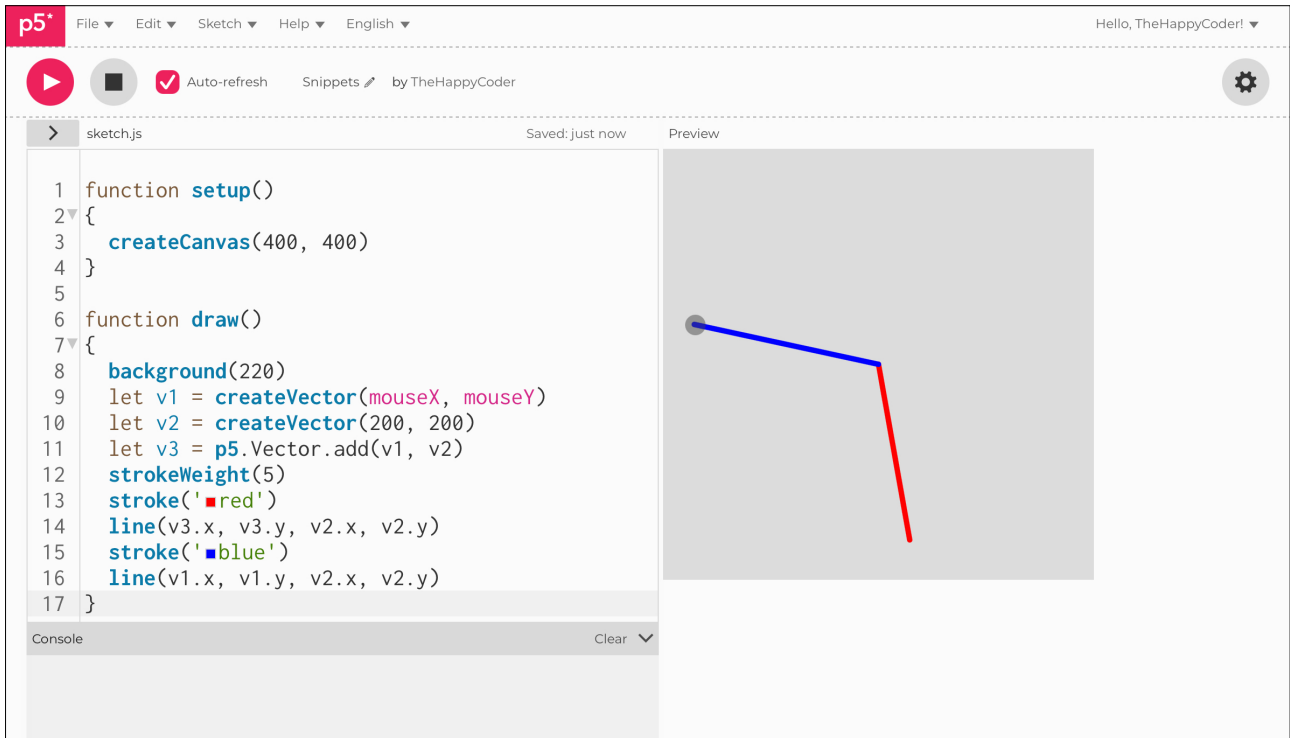 p5* File Edit Sketch Help English Hello, TheHappyCoder!
Auto-refresh Snippets by TheHappyCoder
sketch.js Saved: just now Preview
1 function setup()
2 {
3 createCanvas(400, 400)
4 }
5
6 function draw()
7 {
8 background(220)
9 let v1 = createVector(mouseX, mouseY)
10 let v2 = createVector(200, 200)
11 let v3 = p5.Vector.add(v1, v2)
12 strokeWeight(5)
13 stroke('red')
14 line(v3.x, v3.y, v2.x, v2.y)
15 stroke('blue')
16 line(v1.x, v1.y, v2.x, v2.y)
17 }
Console Clear